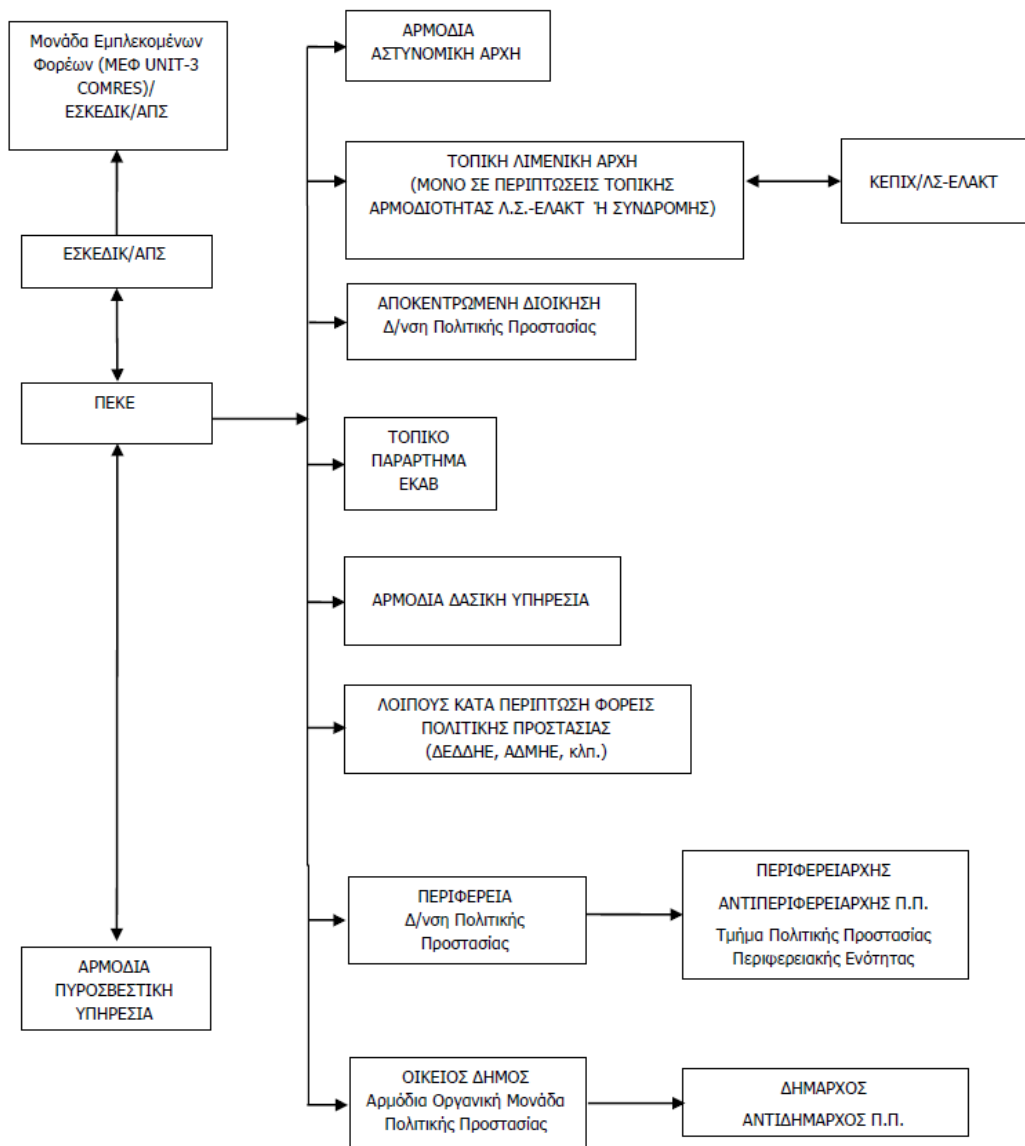 Μονάδα Εμπλεκομένων
Φορέων (ΜΕΦ UNIT-3
COMRES)/
ΕΣΚΕΔΙΚ/ΑΠΣ
ΕΣΚΕΔΙΚ/ΑΠΣ
ΠΕΚΕ
ΑΡΜΟΔΙΑ
ΠΥΡΟΣΒΕΣΤΙΚΗ
ΥΠΗΡΕΣΙΑ
ΑΡΜΟΔΙΑ
ΑΣΤΥΝΟΜΙΚΗ ΑΡΧΗ
ΤΟΠΙΚΗ ΛΙΜΕΝΙΚΗ ΑΡΧΗ
(ΜΟΝΟ ΣΕ ΠΕΡΙΠΤΩΣΕΙΣ ΤΟΠΙΚΗΣ
ΑΡΜΟΔΙΟΤΗΤΑΣ Λ.Σ.-ΕΛΑΚΤ Ή ΣΥΝΔΡΟΜΗΣ)
ΚΕΠΙΧ/ΛΣ-ΕΛΑΚΤ
ΑΠΟΚΕΝΤΡΩΜΕΝΗ ΔΙΟΙΚΗΣΗ
Δ/νση Πολιτικής Προστασίας
ΤΟΠΙΚΟ
ΠΑΡΑΡΤΗΜΑ
ΕΚΑΒ
ΑΡΜΟΔΙΑ ΔΑΣΙΚΗ ΥΠΗΡΕΣΙΑ
ΛΟΙΠΟΥΣ ΚΑΤΑ ΠΕΡΙΠΤΩΣΗ ΦΟΡΕΙΣ
ΠΟΛΙΤΙΚΗΣ ΠΡΟΣΤΑΣΙΑΣ
(ΔΕΔΔΗΕ, ΑΔΜΗΕ, κλπ.)
ΠΕΡΙΦΕΡΕΙΑ
Δ/νση Πολιτικής
Προστασίας
ΠΕΡΙΦΕΡΕΙΑΡΧΗΣ
ΑΝΤΙΠΕΡΙΦΕΡΕΙΑΡΧΗΣ Π.Π.
Τμήμα Πολιτικής Προστασίας
Περιφερειακής Ενότητας
ΟΙΚΕΙΟΣ ΔΗΜΟΣ
Αρμόδια Οργανική Μονάδα
Πολιτικής Προστασίας
ΔΗΜΑΡΧΟΣ
ΑΝΤΙΔΗΜΑΡΧΟΣ Π.Π.